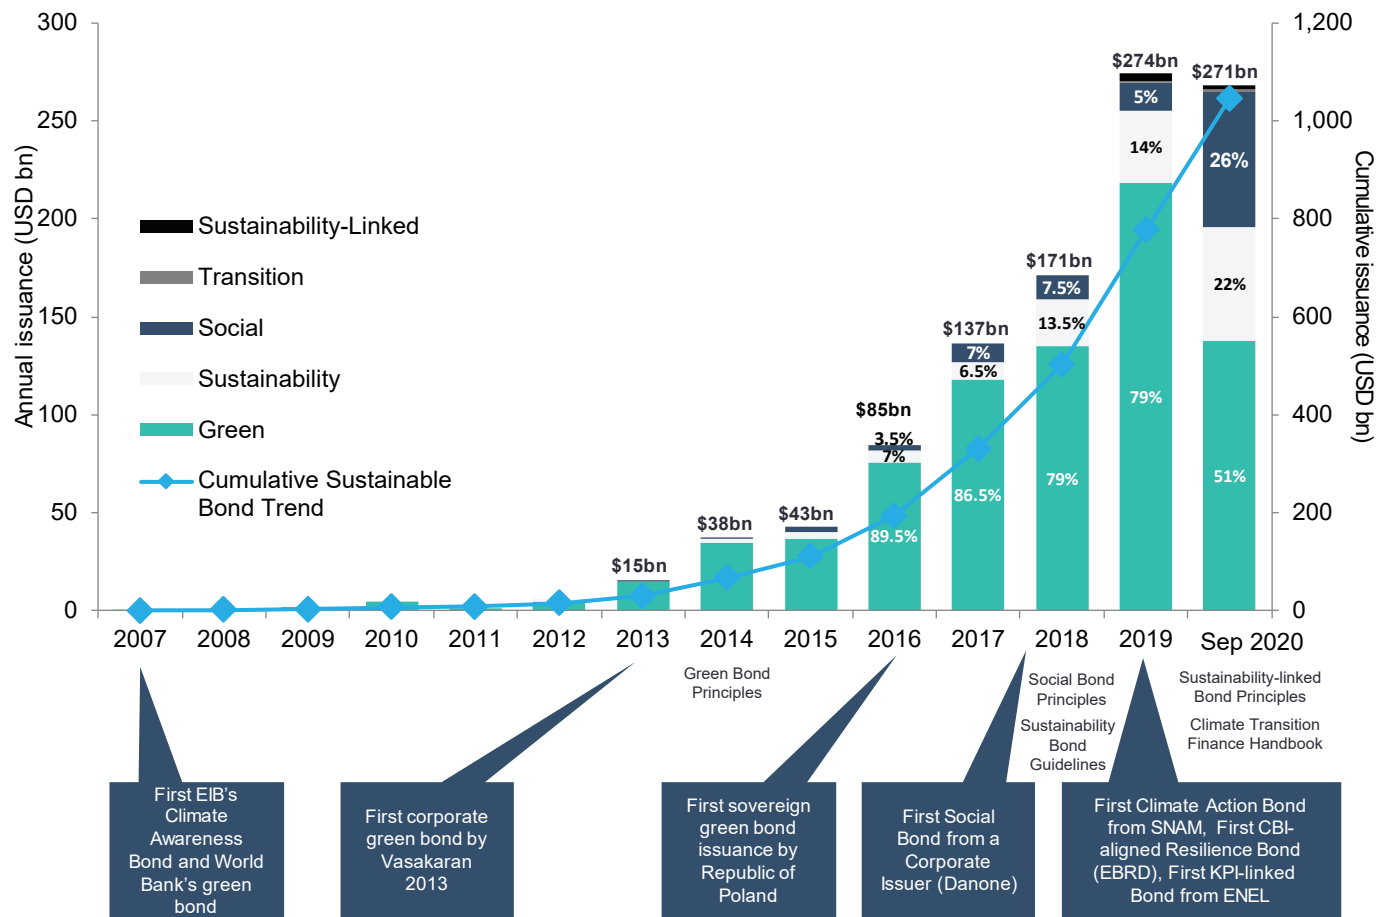 300
250
200
150
100
50
0
Annual issuance (USD bn)
1,200
1,000
800
600
400
200
0
Cumulative issuance (USD bn)
Sustainability-Linked
Transition
Social
Sustainability
Green
Cumulative Sustainable
Bond Trend
$15bn
$38bn
$43bn
$85bn
3.5%
7%
89.5%
$137bn
7%
6.5%
86.5%
$171bn
7.5%
13.5%
79%
$274bn
5%
14%
79%
$271bn
26%
22%
51%
2007
2008
2009
2010
2011
2012
2013
2014
2015
2016
2017
2018
2019
Sep 2020
Green Bond
Principles
Social Bond
Principles
Sustainability
Bond
Guidelines
Sustainability-linked
Bond Principles
Climate Transition
Finance Handbook
First EIB's
Climate
Awareness
Bond and World
Bank's green
bond
First corporate
green bond by
Vasakaran
2013
First sovereign
green bond
issuance by
Republic of
Poland
First Social
Bond from a
Corporate
Issuer (Danone)
First Climate Action Bond
from SNAM,  First CBI-
aligned Resilience Bond
(EBRD), First KPI-linked
Bond from ENEL